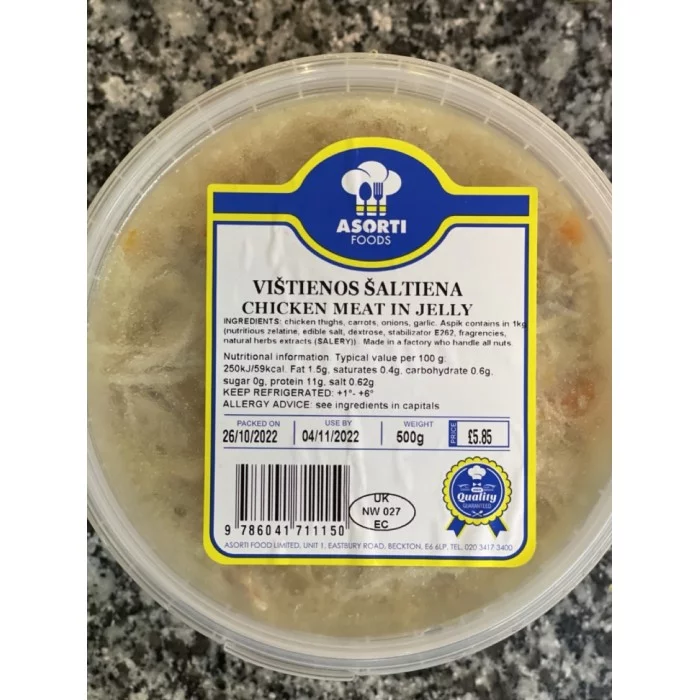 ASORTI
FOODS
VIŠTIENOS ŠALTIENA
CHICKEN MEAT IN JELLY
INGREDIENTS: chicken thighs, carrots, onions, garlic. Aspik contains in 1kg
(nutritious zelatine, edible salt, dextrose, stabilizator E262, fragrencies,
natural herbs extracts (SALERY)) Made in a factory who handle all nuts.
Nutritional information. Typical value per 100 g:
250kJ/59kcal. Fat 1.5g, saturates 0.4g, carbohydrate 0.6g,
sugar 0g, protein 11g, salt 0.62g
KEEP REFRIGERATED: +1°- +6°
ALLERGY ADVICE: see ingredients in capitals
PACKED ON USE BY WEIGHT PRICE
26/10/2022 04/11/2022 500g £5.85
UK
NW 027
EC
Quality
GUARANTEED
9 786041 711150
ASORTI FOOD LIMITED, UNIT 1, EASTBURY ROAD, BECKTON, E6 6LP, TEL, 020 3417 3400